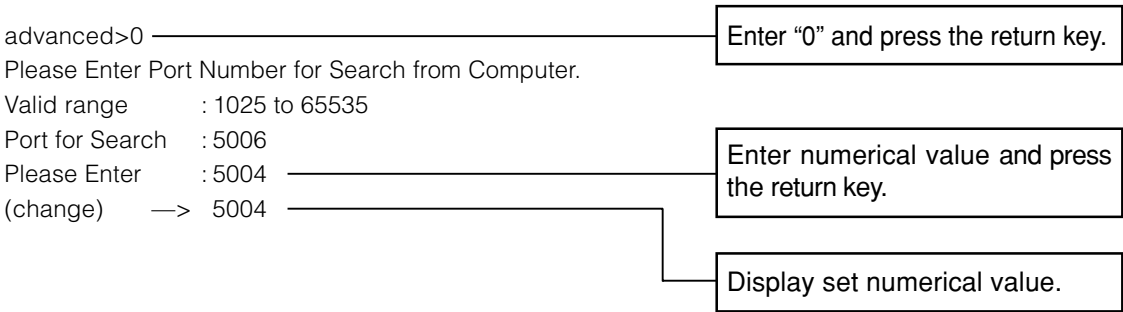 advanced>0
Enter “0” and press the return key.
Please Enter Port Number for Search from Computer.
Valid range : 1025 to 65535
Port for Search : 5006
Please Enter : 5004
Enter numerical value and press
the return key.
(change) —> 5004
Display set numerical value.